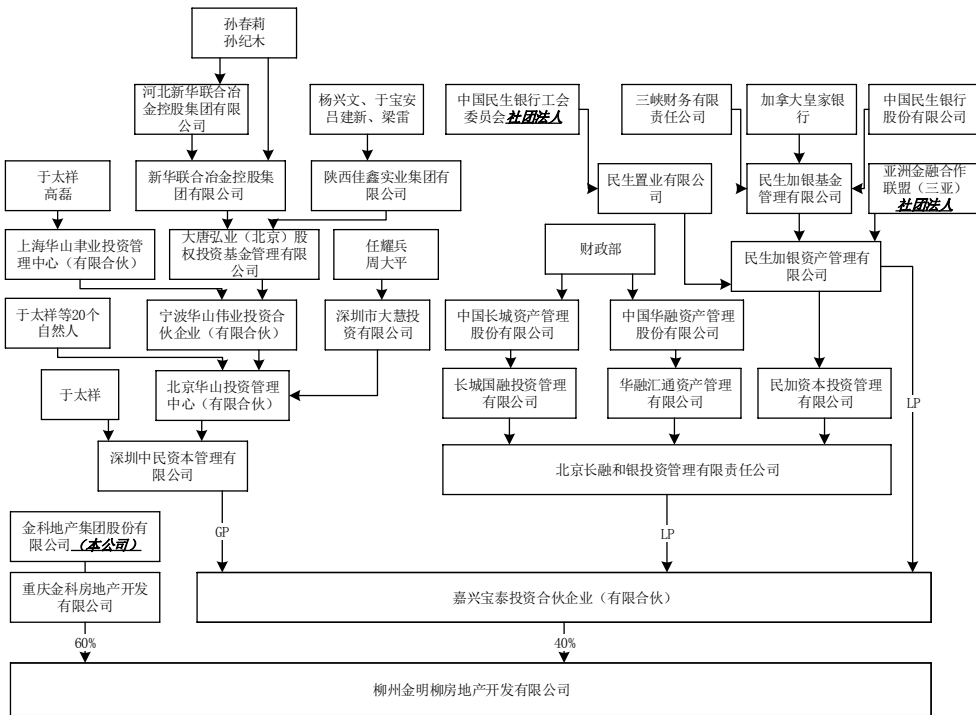 孙春莉
孙纪木
河北新华联合冶
金控股集团有限
公司
杨兴文、于宝安
吕建新、梁雷
中国民生银行工会
委员会社团法人
三峡财务有限
责任公司
加拿大皇家银
行
中国民生银行
股份有限公司
于太祥
高磊
新华联合冶金控股集
团有限公司
陕西佳鑫实业集团有
限公司
民生置业有限公
司
民生加银基金
管理有限公司
亚洲金融合作
联盟（三亚）
社团法人
上海华山聿业投资管
理中心（有限合伙）
大唐弘业（北京）股
权投资基金管理有限
公司
任耀兵
周大平
财政部
民生加银资产管理有
限公司
于太祥等20个
自然人
宁波华山伟业投资合
伙企业（有限合伙）
深圳市大慧投
资有限公司
中国长城资产管理
股份有限公司
中国华融资产管理
股份有限公司
于太祥
北京华山投资管理
中心（有限合伙）
长城国融投资管理
有限公司
华融汇通资产管理
有限公司
民加资本投资管理
有限公司
LP
深圳中民资本管理有
限公司
北京长融和银投资管理有限责任公司
金科地产集团股份有
限公司（本公司）
GP
LP
重庆金科房地产开发
有限公司
嘉兴宝泰投资合伙企业（有限合伙）
60%
40%
柳州金明柳房地产开发有限公司